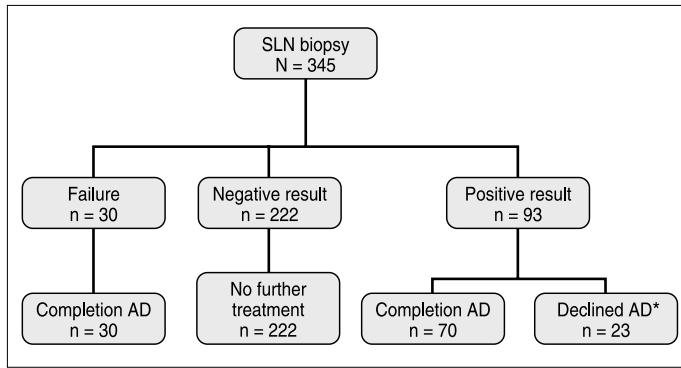 SLN biopsy
N = 345
Failure
n = 30
Negative result
n = 222
Positive result
n = 93
Completion AD
n = 30
No further
treatment
n = 222
Completion AD
n = 70
Declined AD*
n = 23